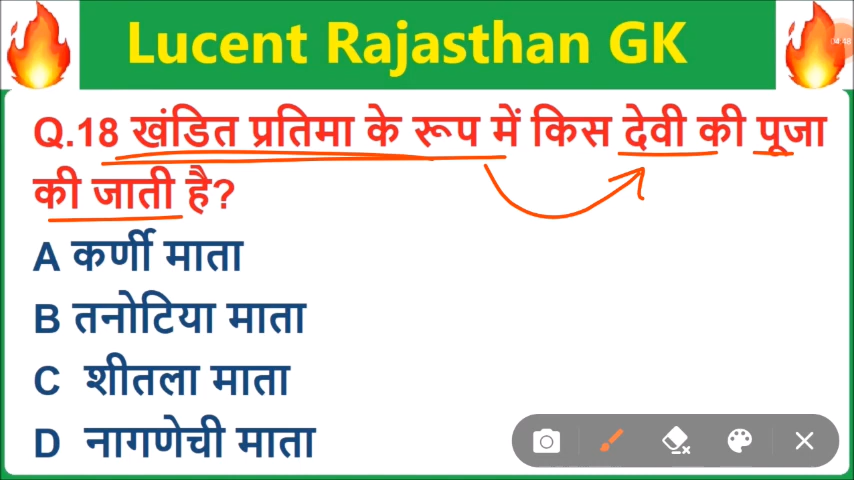 Lucent Rajasthan GK
Q.18 खंडित प्रतिमा के रूप में किस देवी की पूजा
की जाती है?
A कर्णी माता
B तनोटिया माता
C शीतला माता
D नागणेची माता